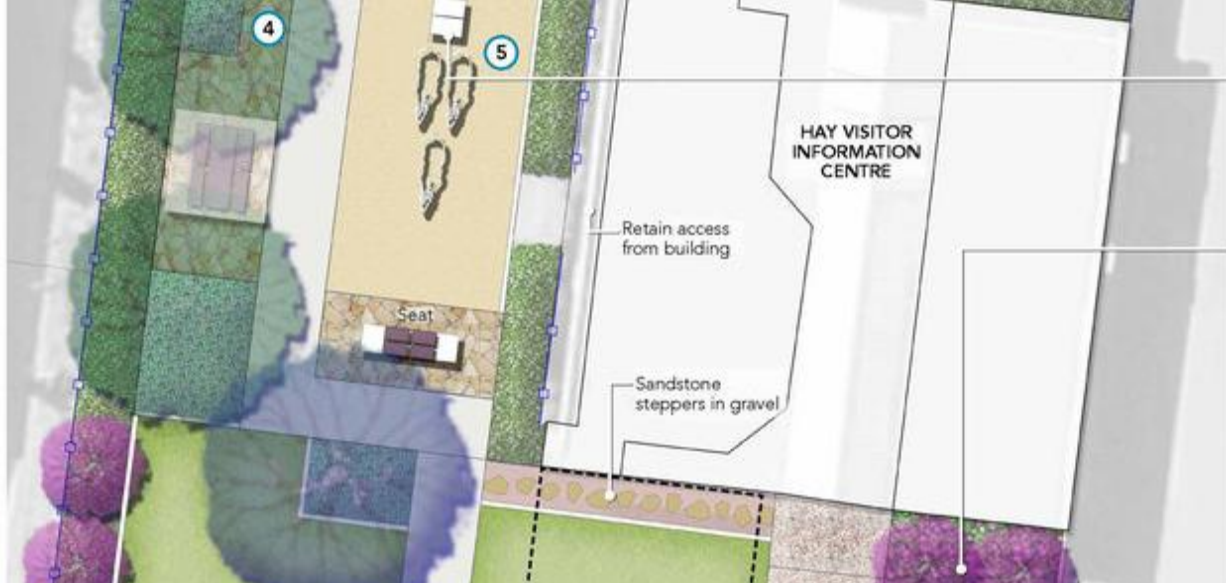 4
5
HAY VISITOR
INFORMATION
CENTRE
Retain access
from building
Seat
Sandstone
steppers in gravel